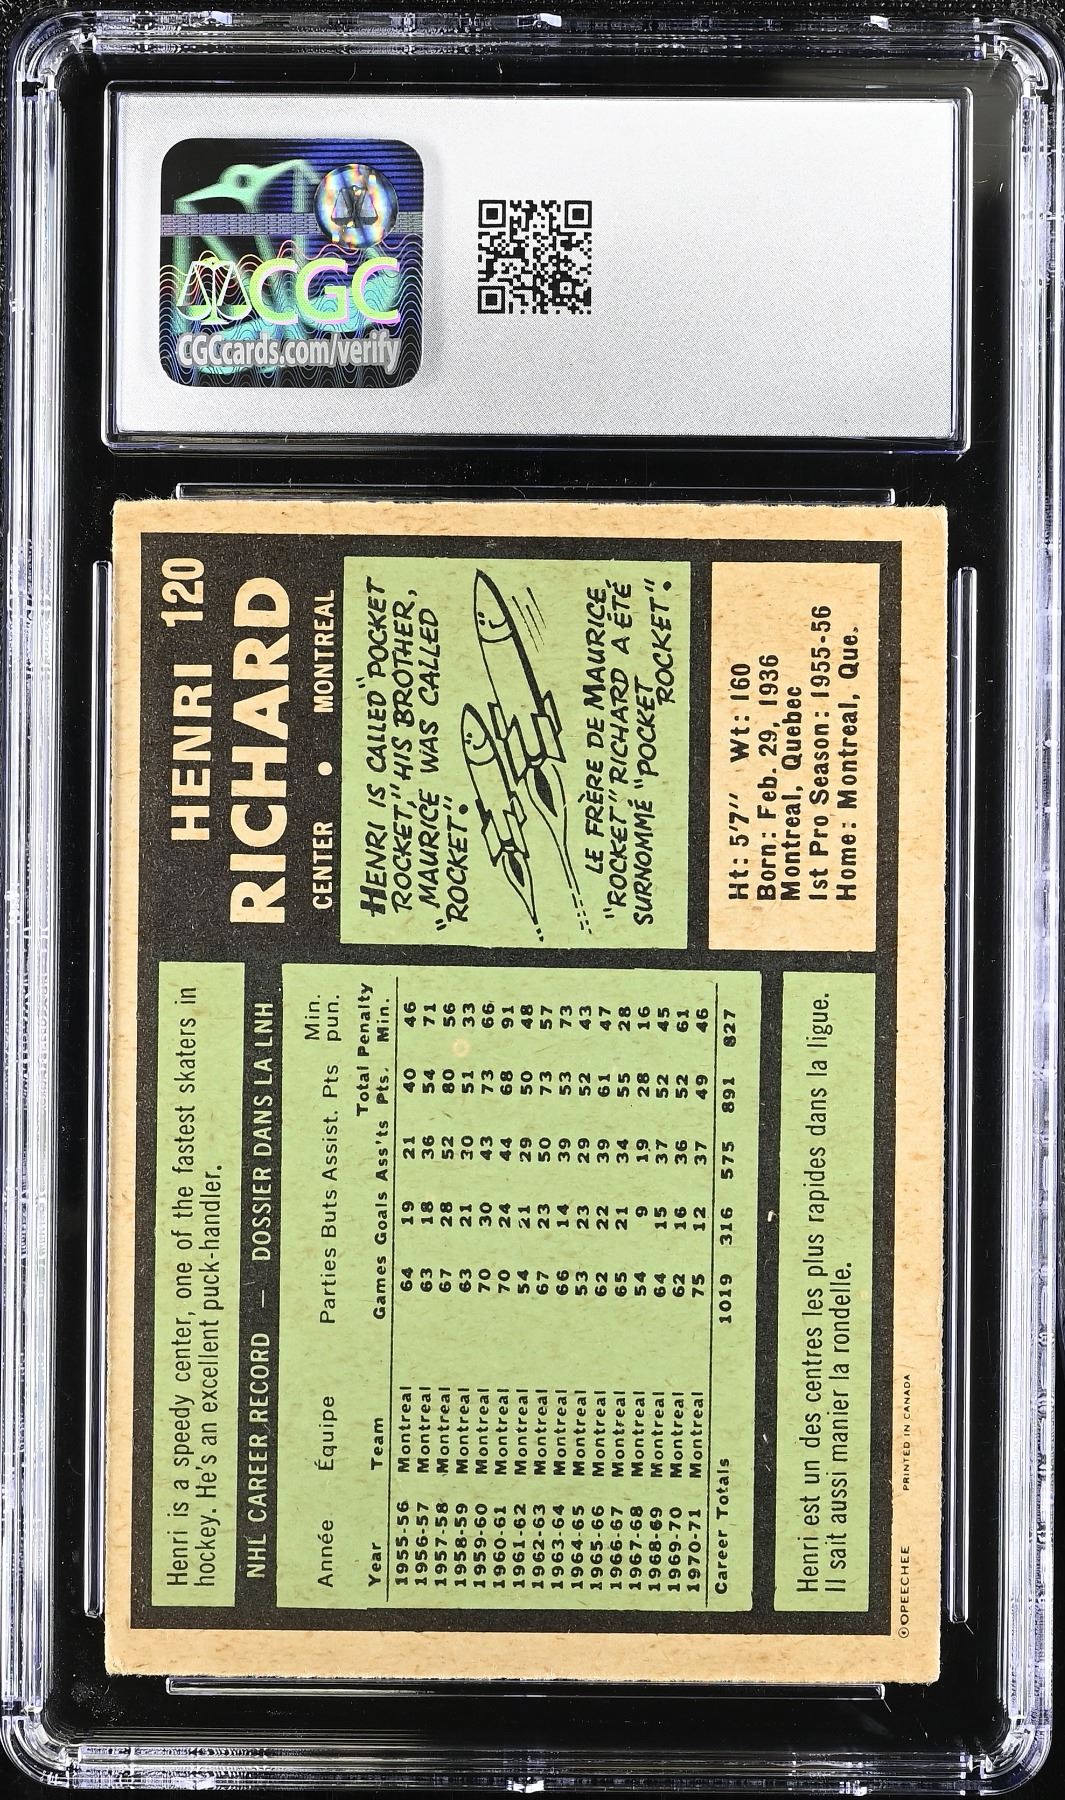 CGC
CGCcards.com/verify
HENRI 120
RICHARD
CENTER • MONTREAL
HENRI IS CALLED "POCKET
ROCKET," HIS BROTHER,
"MAURICE WAS CALLED
"ROCKET".
LE FRÈRE DE MAURICE,
"ROCKET" RICHARD A ÉTÉ
SURNOMMÉ "POCKET
ROCKET".
Ht: 5'7" Wt: 160
Born: Feb. 29, 1936
Montreal, Quebec
1st Pro Season: 1955-56
Home: Montreal, Que.
Henri is a speedy center, one of the fastest skaters in
hockey. He's an excellent puck-handler.
NHL CAREER RECORD — DOSSIER DANS LA LNH
Année Équipe Parties Buts Assist. Pts Min. pun.
Year Team Games Goals Ass'ts Total Pts. Penalty Min.
1955-56 Montreal 64 19 21 40 46
1956-57 Montreal 63 18 36 54 71
1957-58 Montreal 67 28 52 80 56
1958-59 Montreal 63 21 30 51 33
1959-60 Montreal 70 30 43 73 66
1960-61 Montreal 70 24 44 68 91
1961-62 Montreal 54 21 29 50 48
1962-63 Montreal 67 23 50 73 57
1963-64 Montreal 66 14 39 53 73
1964-65 Montreal 53 23 29 52 43
1965-66 Montreal 62 22 39 61 47
1966-67 Montreal 65 21 34 55 28
1967-68 Montreal 54 9 19 28 16
1968-69 Montreal 64 15 37 52 45
1969-70 Montreal 62 16 36 52 61
1970-71 Montreal 75 12 37 49 46
Career Totals 1019 316 575 891 827
Henri est un des centres les plus rapides dans la ligue.
Il sait aussi manier la rondelle.
©OPEECHEE PRINTED IN CANADA